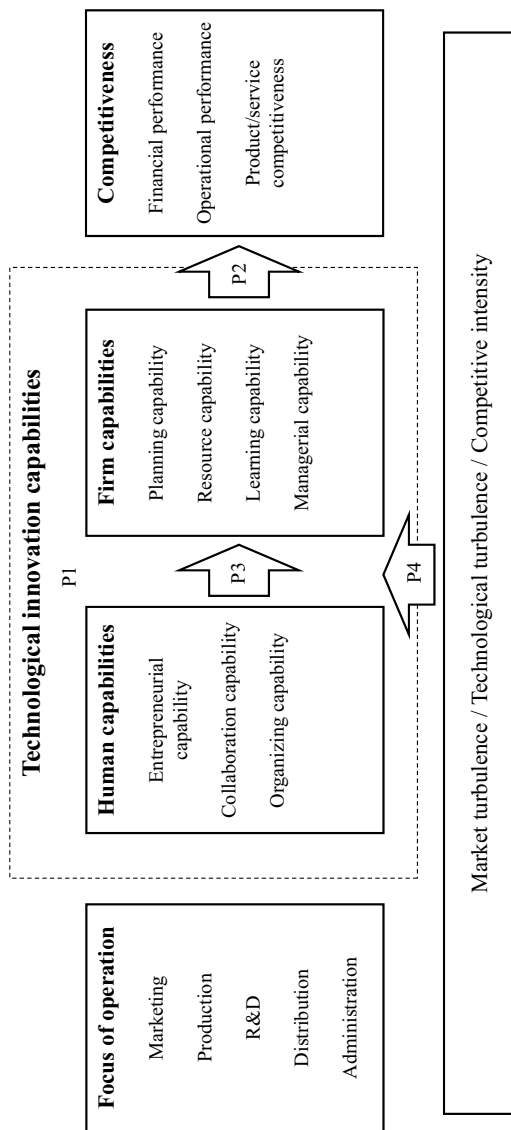 Focus of operation
Marketing
Production
R&D
Distribution
Administration
Technological innovation capabilities
P1
Human capabilities
Entrepreneurial
capability
Collaboration capability
Organizing capability
P3
Firm capabilities
Planning capability
Resource capability
Learning capability
Managerial capability
P2
Competitiveness
Financial performance
Operational performance
Product/service
competitiveness
P4
Market turbulence / Technological turbulence / Competitive intensity